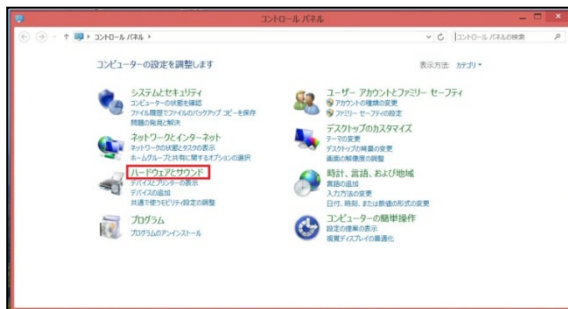 コントロール パネル
コントロール パネル
コントロール パネルの検索
コンピューターの設定を調整します
表示方法: カテゴリ
システムとセキュリティ
コンピューターの状態を確認
ファイル履歴でファイルのバックアップ コピーを保存
問題の発見と解決
ネットワークとインターネット
ネットワークの状態とタスクの表示
ホームグループと共有に関するオプションの選択
ハードウェアとサウンド
デバイスとプリンターの表示
デバイスの追加
共通で使うモビリティ設定の調整
プログラム
プログラムのアンインストール
ユーザー アカウントとファミリー セーフティ
アカウントの種類の変更
ファミリー セーフティの設定
デスクトップのカスタマイズ
テーマの変更
デスクトップの背景の変更
画面の解像度の調整
時計、言語、および地域
言語の追加
入力方法の変更
日付、時刻、または数値の形式の変更
コンピューターの簡単操作
設定の提案の表示
視覚ディスプレイの最適化